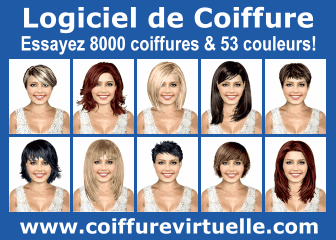 Logiciel de Coiffure
Essayez 8000 coiffures & 53 couleurs!
www.coiffurevirtuelle.com